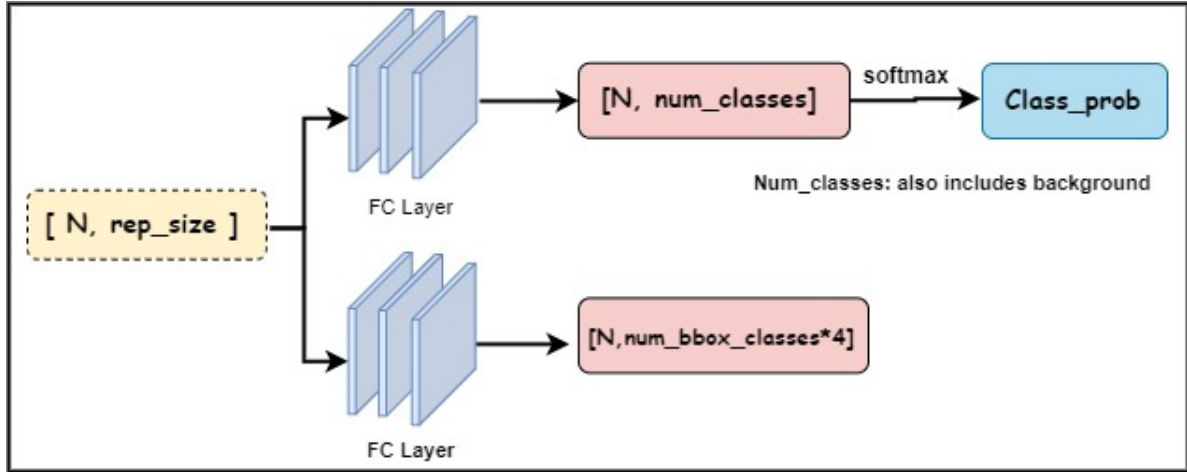 [N, num_classes]
softmax
Class_prob
FC Layer
Num_classes: also includes background
[ N, rep_size ]
[N,num_bbox_classes*4]
FC Layer